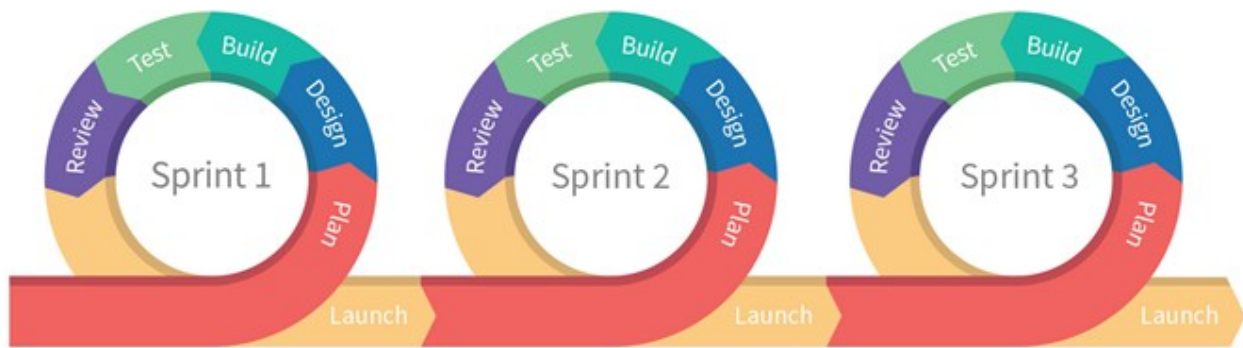 Sprint 1
Plan
Design
Build
Test
Review
Launch
Sprint 2
Plan
Design
Build
Test
Review
Launch
Sprint 3
Plan
Design
Build
Test
Review
Launch